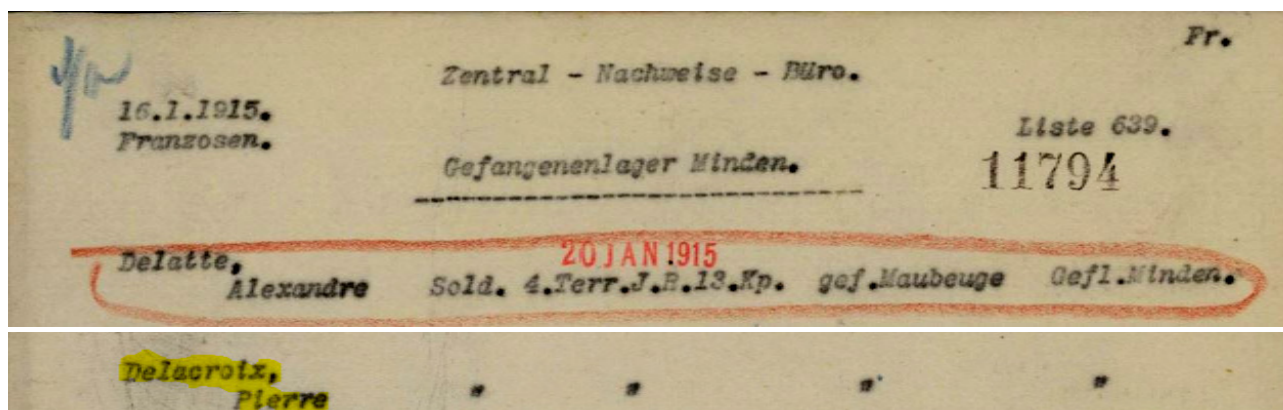 Fr.
Zentral - Nachweise - Büro.
16.1.1915.
Franzosen.
Liste 639.
Gefangenenlager Minden.
11794
20 JAN 1915
Delatte,
Alexandre Sold. 4.Terr.J.R.13.Kp. gef.Maubeuge Gefl.Minden.
Delacroix,
Pierre " " " "